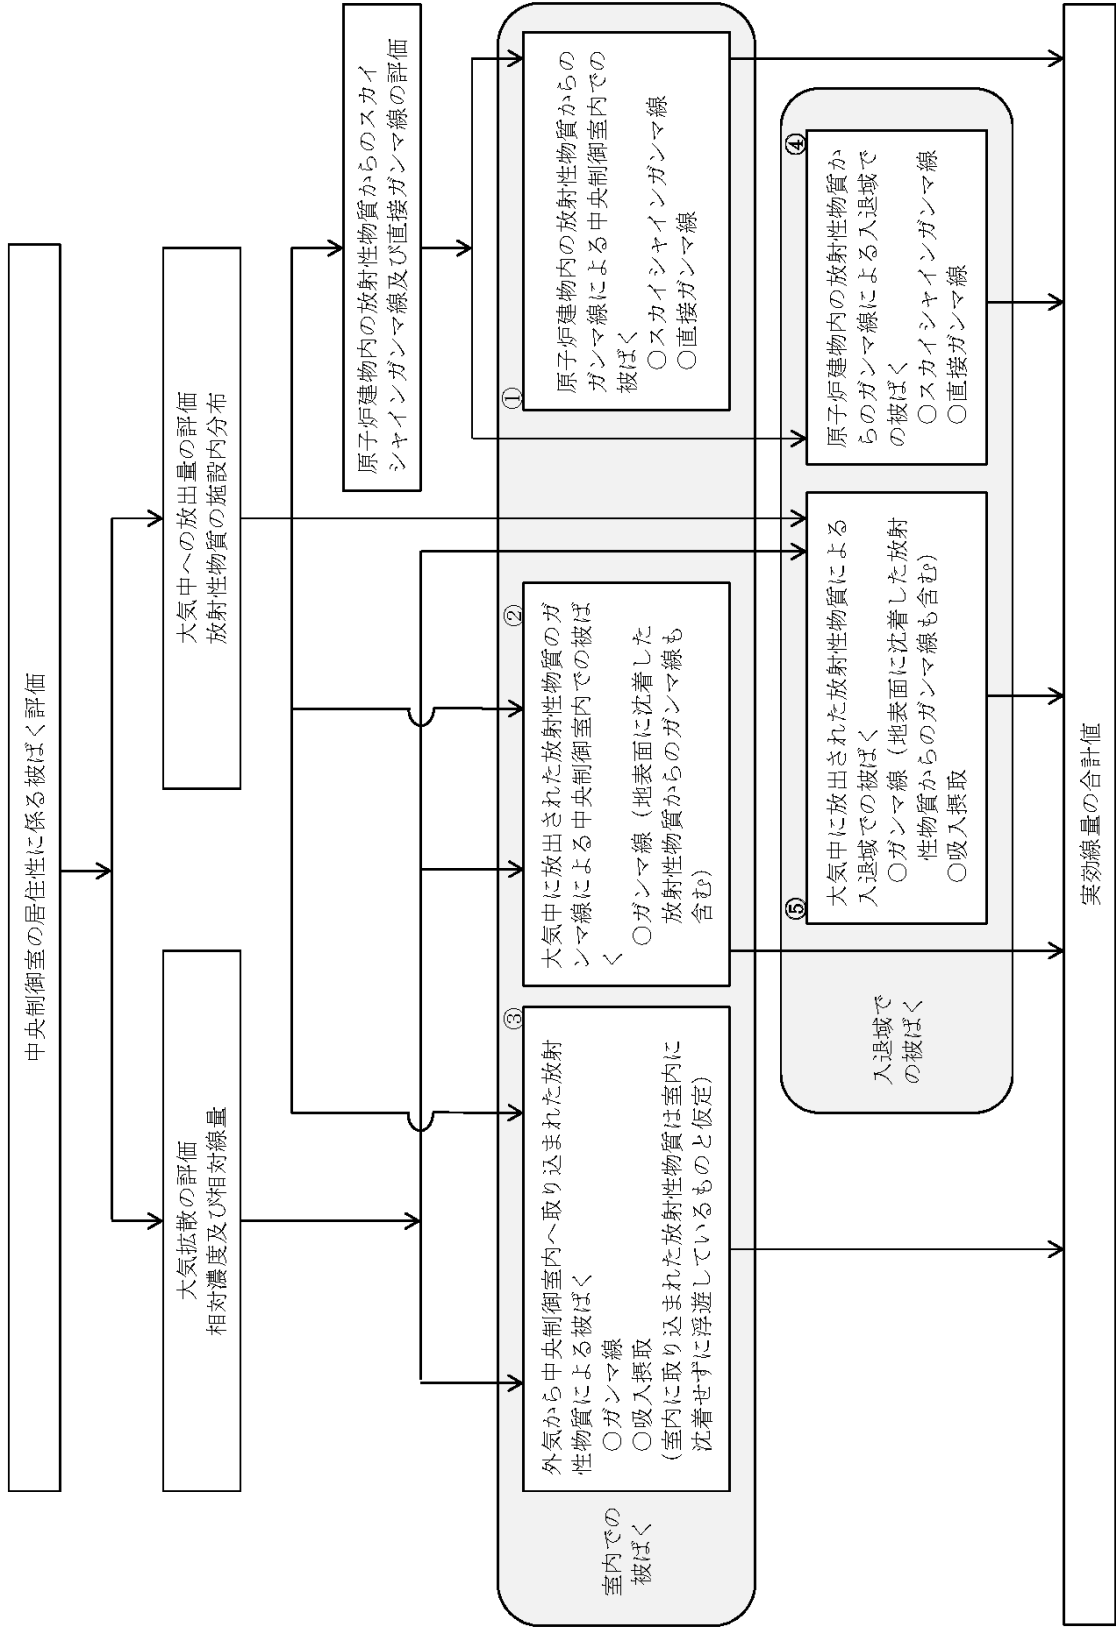 中央制御室の居住性に係る被ばく評価
大気拡散の評価
相対濃度及び相対線量
大気中への放出量の評価
放射性物質の施設内分布
原子炉建物内の放射性物質からのスカイ
シャインガンマ線及び直接ガンマ線の評価
室内での
被ばく
③
外気から中央制御室内へ取り込まれた放射
性物質による被ばく
○ガンマ線
○吸入摂取
(室内に取り込まれた放射性物質は室内に
沈着せずに浮遊しているものと仮定)
②
大気中に放出された放射性物質のガ
ンマ線による中央制御室内での被ば
く
○ガンマ線（地表面に沈着した
放射性物質からのガンマ線も
含む）
①
原子炉建物内の放射性物質からの
ガンマ線による中央制御室内での
被ばく
○スカイシャインガンマ線
○直接ガンマ線
入退域で
の被ばく
⑤
大気中に放出された放射性物質による
入退域での被ばく
○ガンマ線（地表面に沈着した放射
性物質からのガンマ線も含む）
○吸入摂取
④
原子炉建物内の放射性物質か
らのガンマ線による入退域で
の被ばく
○スカイシャインガンマ線
○直接ガンマ線
実効線量の合計値